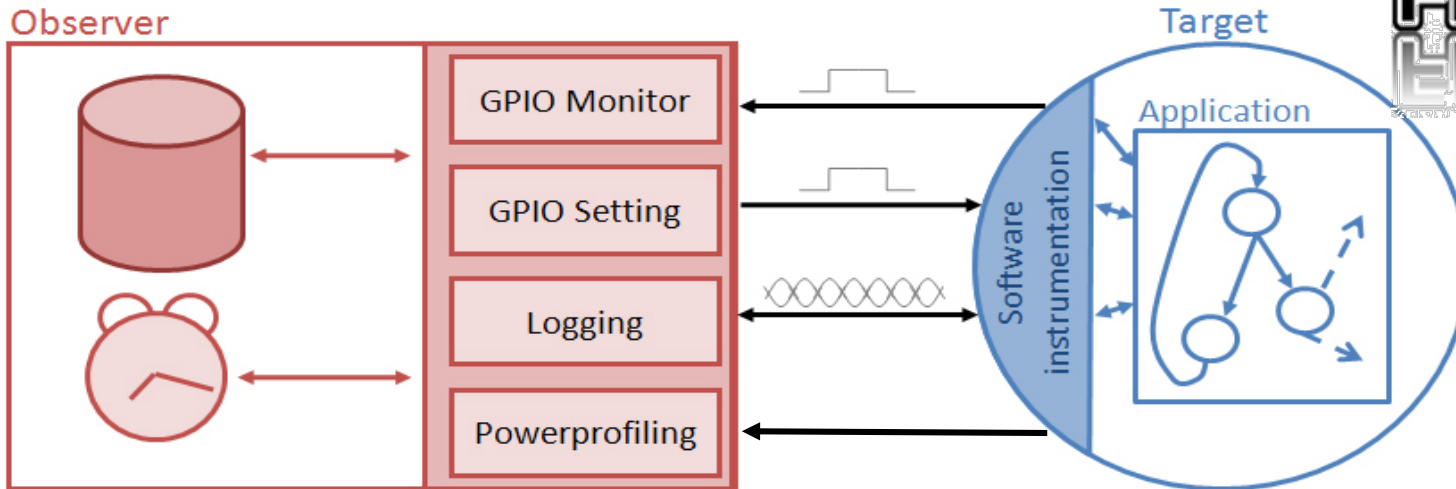 Observer
Target
GPIO Monitor
Application
GPIO Setting
Software
instrumentation
Logging
Powerprofiling